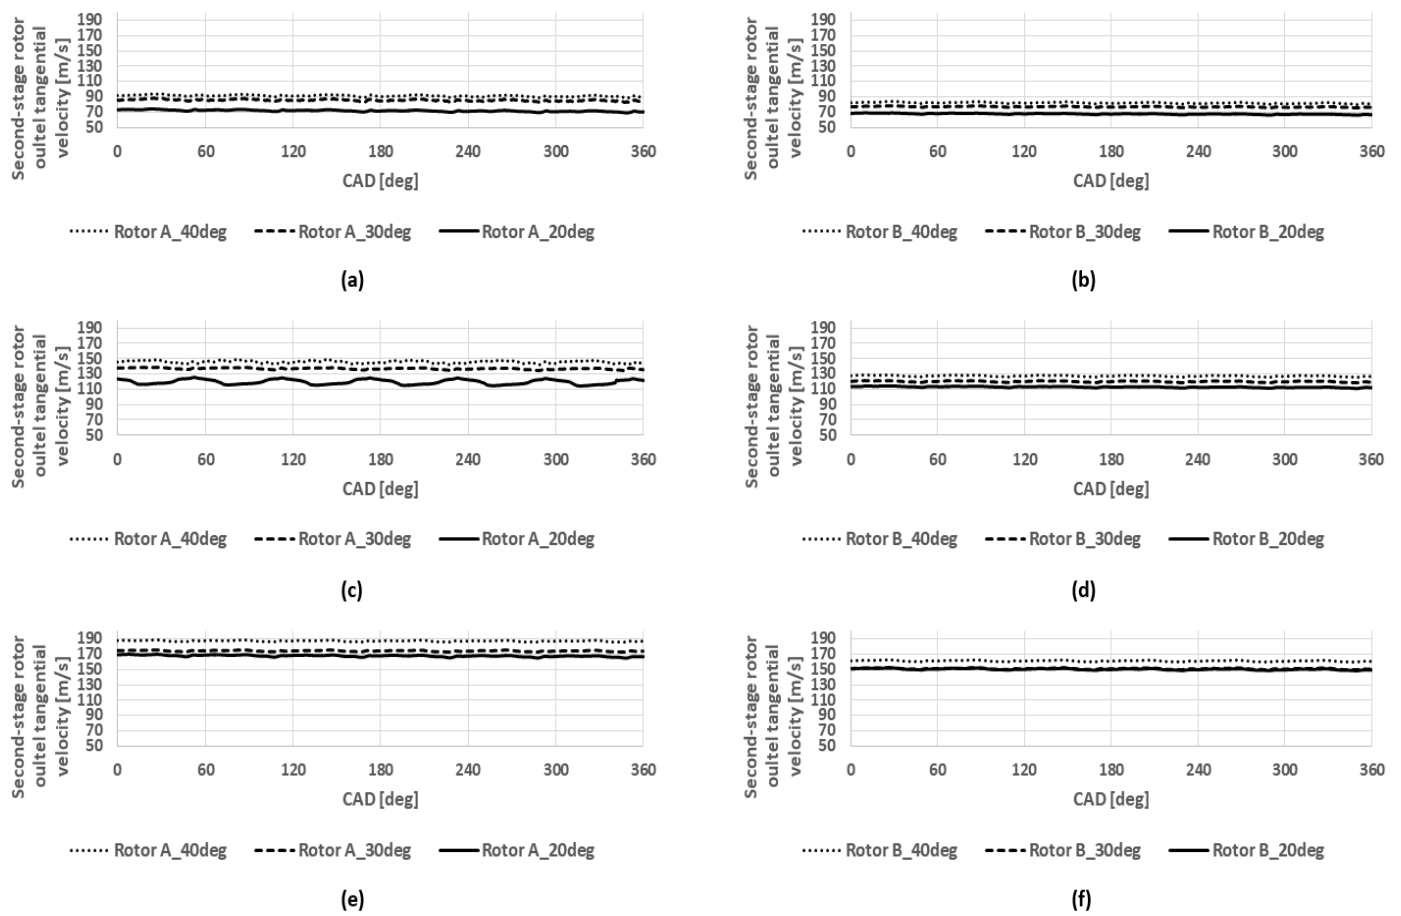 Second-stage rotor
oultel tangential
velocity [m/s]
190
170
150
130
110
90
70
50
0 60 120 180 240 300 360
CAD [deg]
Rotor A_40deg Rotor A_30deg Rotor A_20deg
(a)
Second-stage rotor
oultel tangential
velocity [m/s]
190
170
150
130
110
90
70
50
0 60 120 180 240 300 360
CAD [deg]
Rotor B_40deg Rotor B_30deg Rotor B_20deg
(b)
Second-stage rotor
oultel tangential
velocity [m/s]
190
170
150
130
110
90
70
50
0 60 120 180 240 300 360
CAD [deg]
Rotor A_40deg Rotor A_30deg Rotor A_20deg
(c)
Second-stage rotor
oultel tangential
velocity [m/s]
190
170
150
130
110
90
70
50
0 60 120 180 240 300 360
CAD [deg]
Rotor B_40deg Rotor B_30deg Rotor B_20deg
(d)
Second-stage rotor
oultel tangential
velocity [m/s]
190
170
150
130
110
90
70
50
0 60 120 180 240 300 360
CAD [deg]
Rotor A_40deg Rotor A_30deg Rotor A_20deg
(e)
Second-stage rotor
oultel tangential
velocity [m/s]
190
170
150
130
110
90
70
50
0 60 120 180 240 300 360
CAD [deg]
Rotor B_40deg Rotor B_30deg Rotor B_20deg
(f)